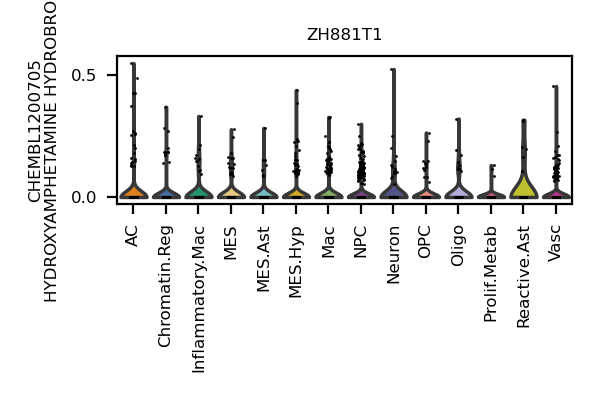 ZH881T1
CHEMBL1200705
HYDROXYAMPHETAMINE HYDROBRO
0.5
0.0
AC
Chromatin.Reg
Inflammatory.Mac
MES
MES.Ast
MES.Hyp
Mac
NPC
Neuron
OPC
Oligo
Prolif.Metab
Reactive.Ast
Vasc